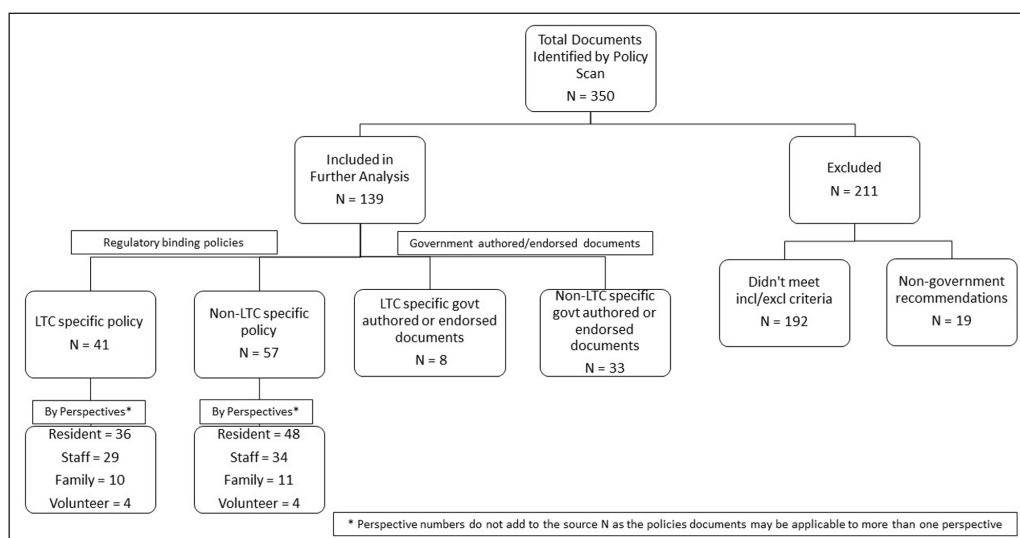 Total Documents
Identified by Policy
Scan
N = 350
Included in
Further Analysis
N = 139
Excluded
N = 211
Regulatory binding policies
Government authored/endorsed documents
LTC specific policy
N = 41
Non-LTC specific
policy
N = 57
LTC specific govt
authored or endorsed
documents
N = 8
Non-LTC specific
govt authored or
endorsed
documents
N = 33
Didn't meet
incl/excl criteria
N = 192
Non-government
recommendations
N = 19
By Perspectives*
Resident = 36
Staff = 29
Family = 10
Volunteer = 4
By Perspectives*
Resident = 48
Staff = 34
Family = 11
Volunteer = 4
* Perspective numbers do not add to the source N as the policies documents may be applicable to more than one perspective